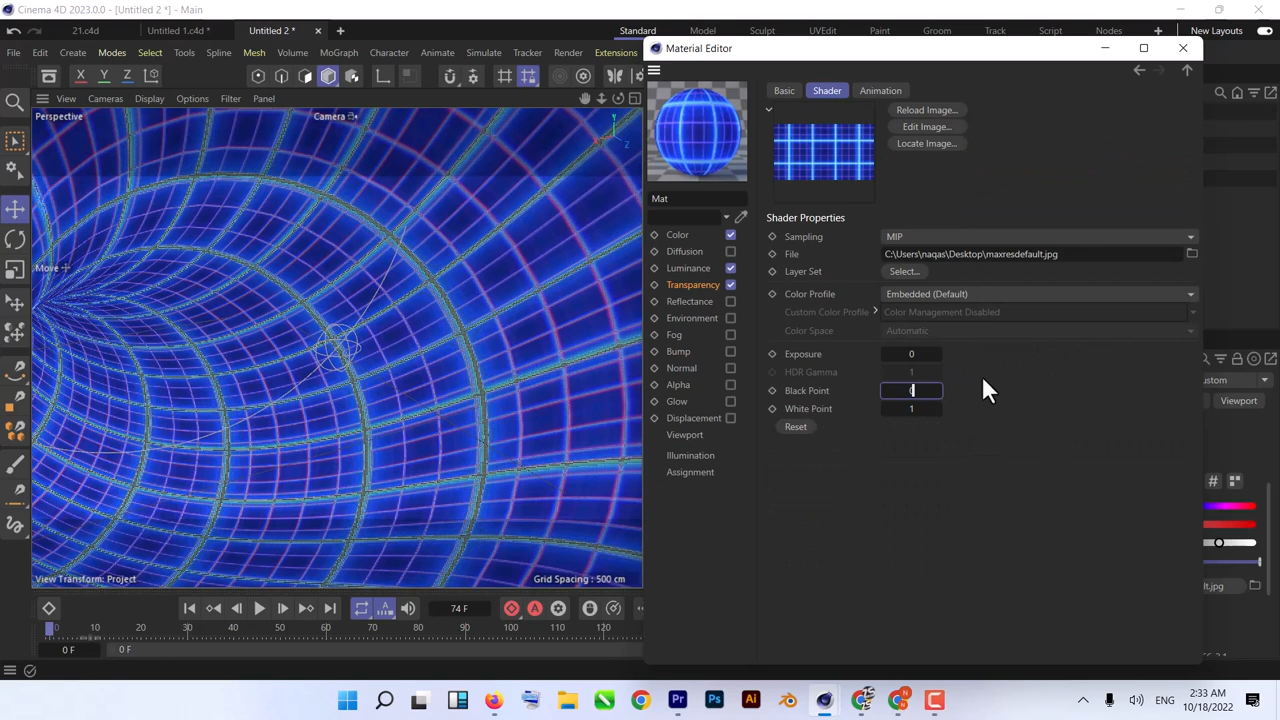 Cinema 4D 2023.0.0 - [Untitled 2 *] - Main
21.c4d
Untitled 1.c4d *
Untitled 2 *
Standard
Model
Sculpt
UVEdit
Paint
Groom
Track
Script
Nodes
New Layouts
File
Edit
Create
Modes
Select
Tools
Spline
Mesh
Volume
MoGraph
Character
Animate
Simulate
Tracker
Render
Extensions
Material Editor
X
Y
Z
View
Cameras
Display
Options
Filter
Panel
Perspective
Camera
Y
X
Z
Move
View Transform: Project
Grid Spacing : 500 cm
Mat
Color
Diffusion
Luminance
Transparency
Reflectance
Environment
Fog
Bump
Normal
Alpha
Glow
Displacement
Viewport
Illumination
Assignment
Basic
Shader
Animation
Reload Image...
Edit Image...
Locate Image...
Shader Properties
Sampling
MIP
File
C:\Users\naqas\Desktop\maxresdefault.jpg
Layer Set
Select...
Color Profile
Embedded (Default)
Custom Color Profile
Color Management Disabled
Color Space
Automatic
Exposure
0
HDR Gamma
1
Black Point
White Point
1
Reset
Viewport
74 F
0
10
20
30
40
50
60
70
80
90
100
110
120
0 F
0 F
Pr
Ps
Ai
N
N
ENG
2:33 AM
10/18/2022